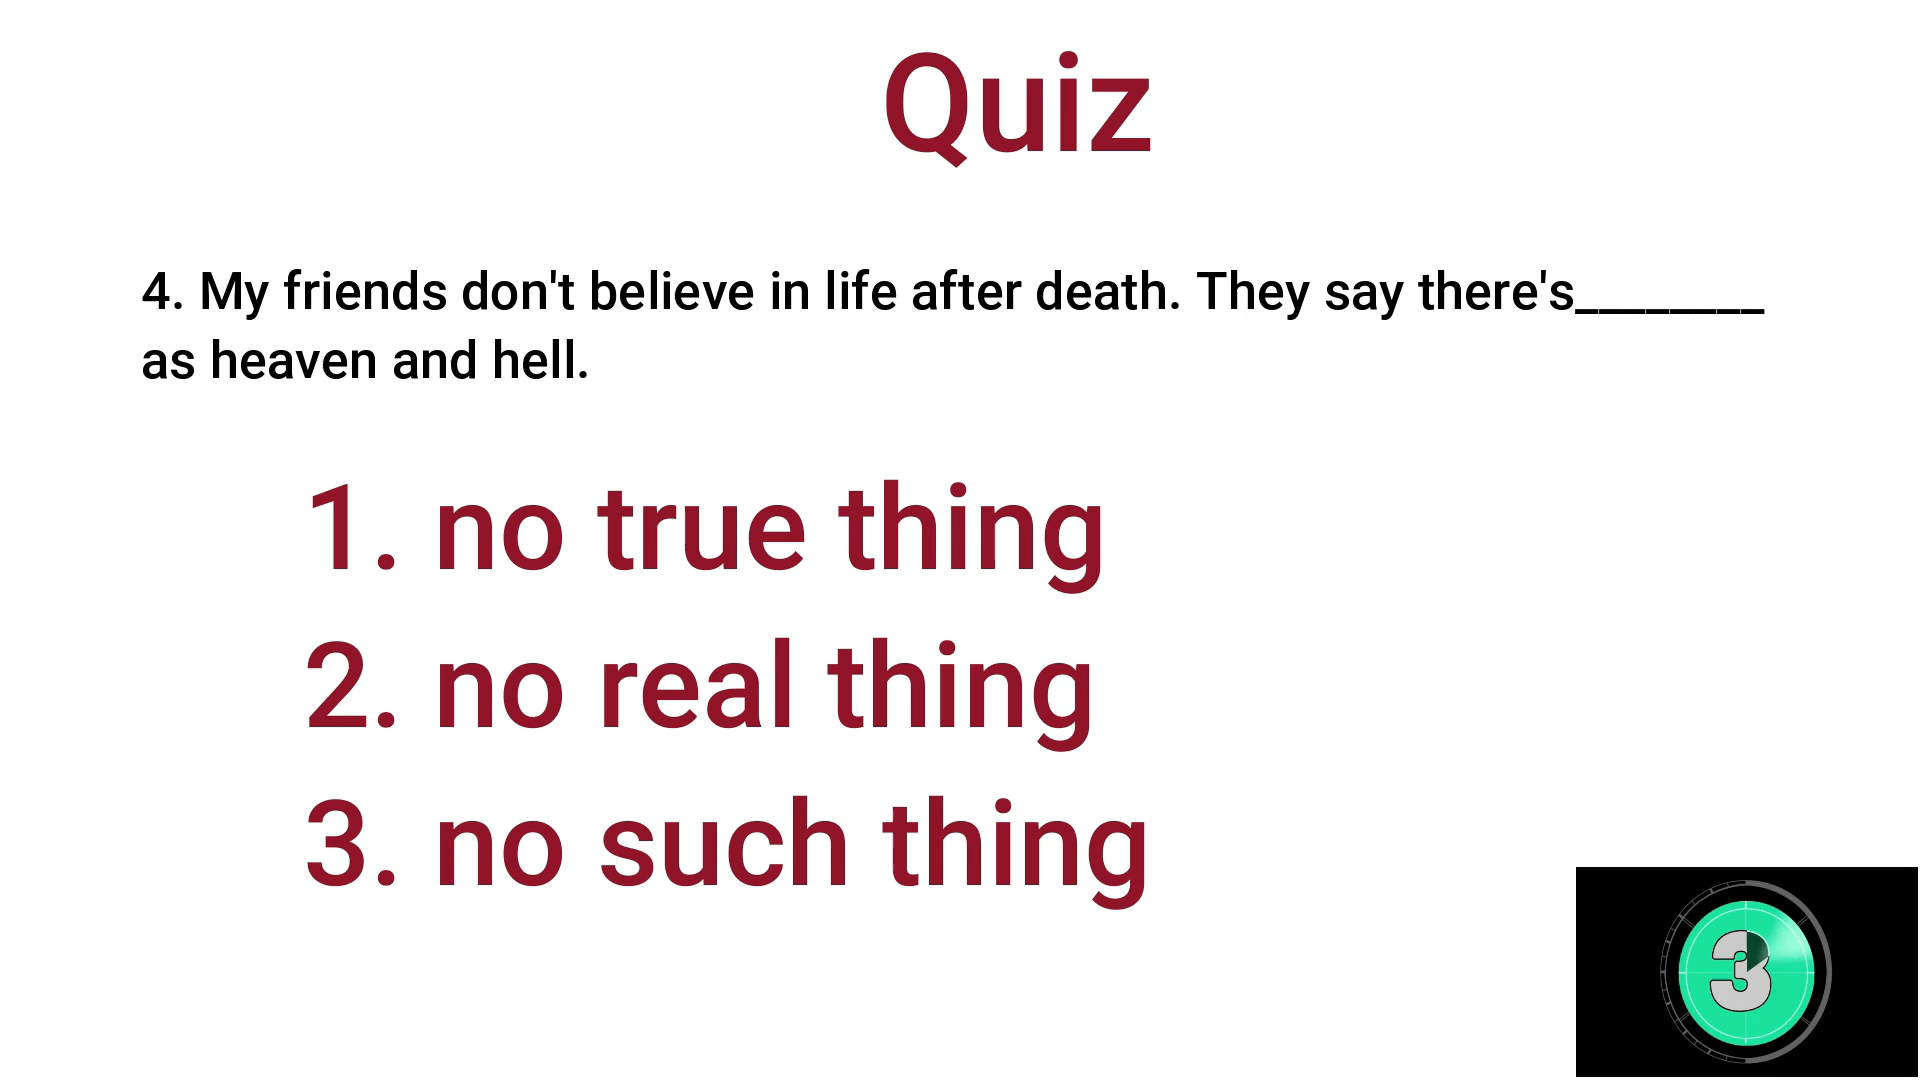 Quiz
4. My friends don't believe in life after death. They say there's________
as heaven and hell.
1. no true thing
2. no real thing
3. no such thing
3